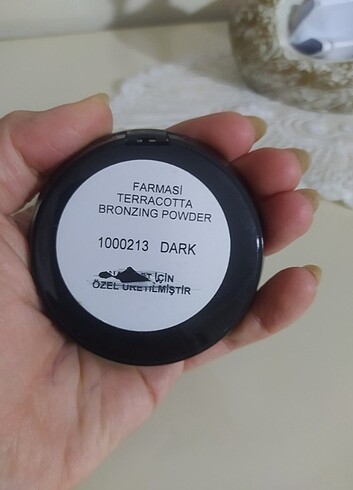 FARMASİ
TERRACOTTA
BRONZING POWDER
1000213 DARK
İÇİN
ÖZEL ÜRETİLMİŞTİR